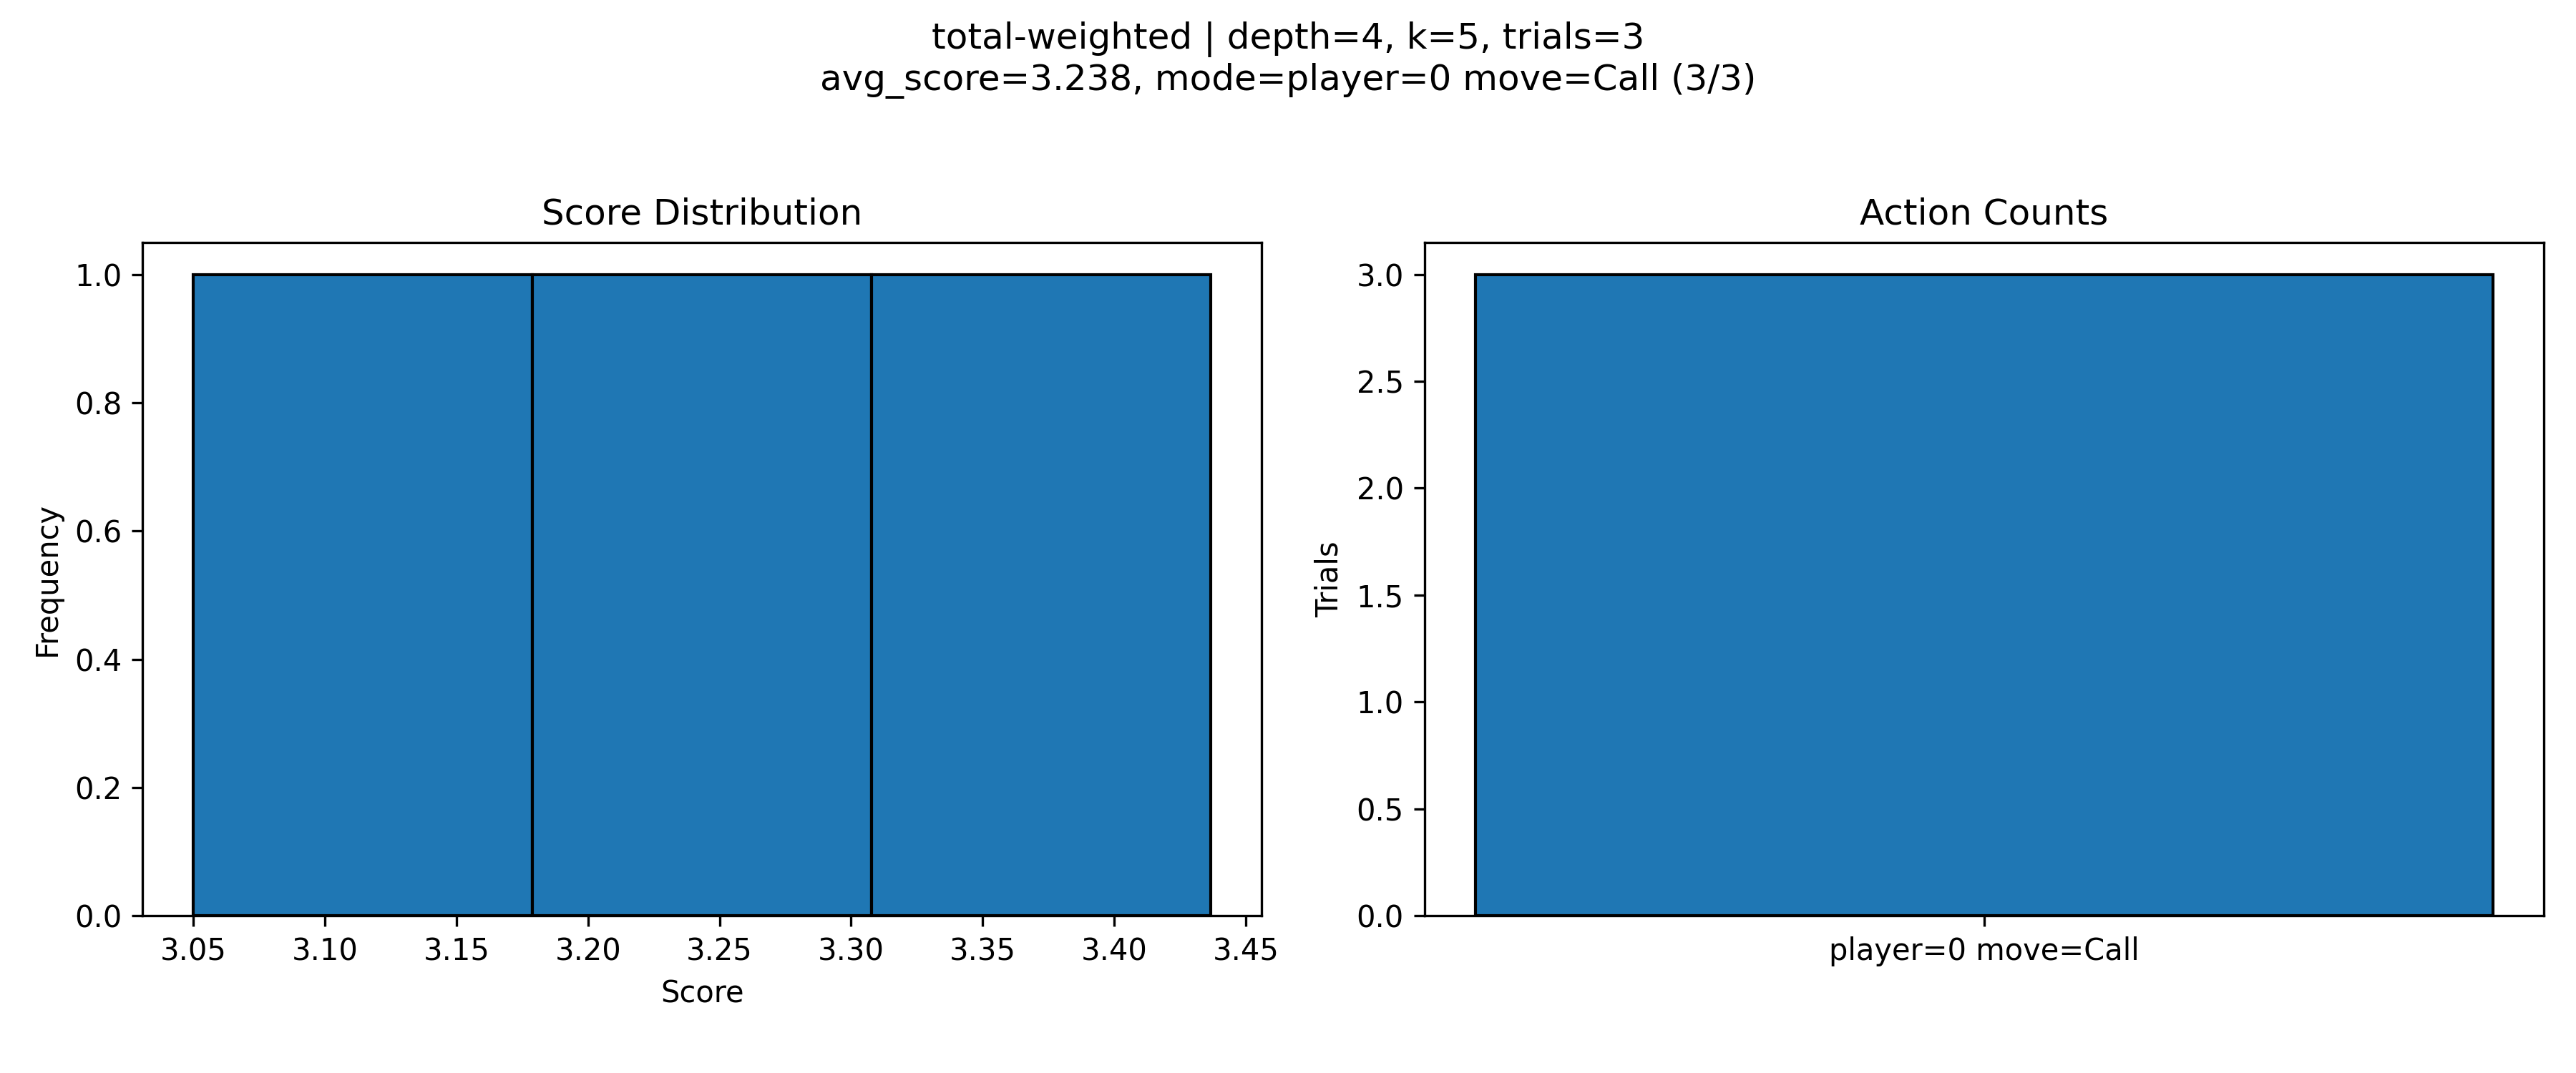 total-weighted | depth=4, k=5, trials=3
avg_score=3.238, mode=player=0 move=Call (3/3)
Score Distribution
1.0
0.8
0.6
0.4
0.2
0.0
Frequency
3.05 3.10 3.15 3.20 3.25 3.30 3.35 3.40 3.45
Score
Action Counts
3.0
2.5
2.0
1.5
1.0
0.5
0.0
Trials
player=0 move=Call